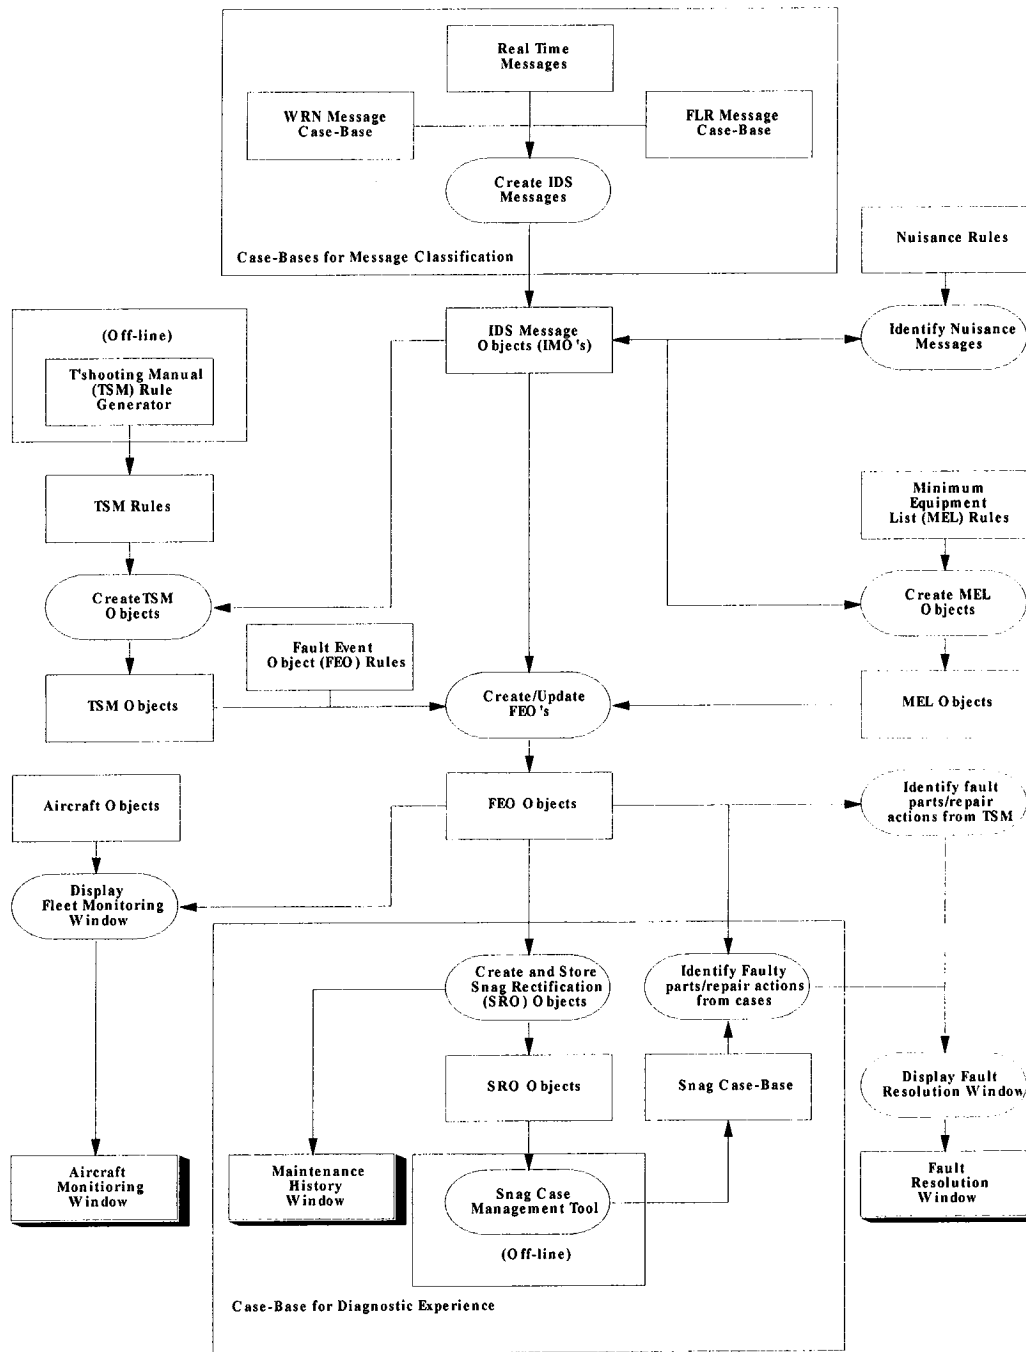 Real Time
Messages
WRN Message
Case-Base
FLR Message
Case-Base
Create IDS
Messages
Case-Bases for Message Classification
Nuisance Rules
(Off-line)
T'shooting Manual
(TSM) Rule
Generator
IDS Message
Objects (IMO's)
Identify Nuisance
Messages
TSM Rules
Minimum
Equipment
List (MEL) Rules
CreateTSM
Objects
Create MEL
Objects
Fault Event
Object (FEO) Rules
TSM Objects
Create/Update
FEO's
MEL Objects
Aircraft Objects
FEO Objects
Identify fault
parts/repair
actions from TSM
Display
Fleet Monitoring
Window
Create and Store
Snag Rectification
(SRO) Objects
Identify Faulty
parts/repair actions
from cases
SRO Objects
Snag Case-Base
Display Fault
Resolution Window
Aircraft
Monitioring
Window
Maintenance
History
Window
Snag Case
Management Tool
(Off-line)
Fault
Resolution
Window
Case-Base for Diagnostic Experience